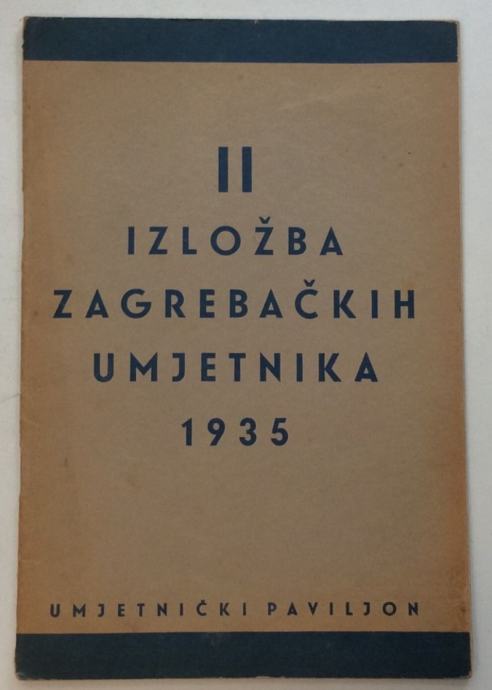 II
IZLOŽBA
ZAGREBAČKIH
UMJETNIKA
1935
UMJETNIČKI PAVILJON